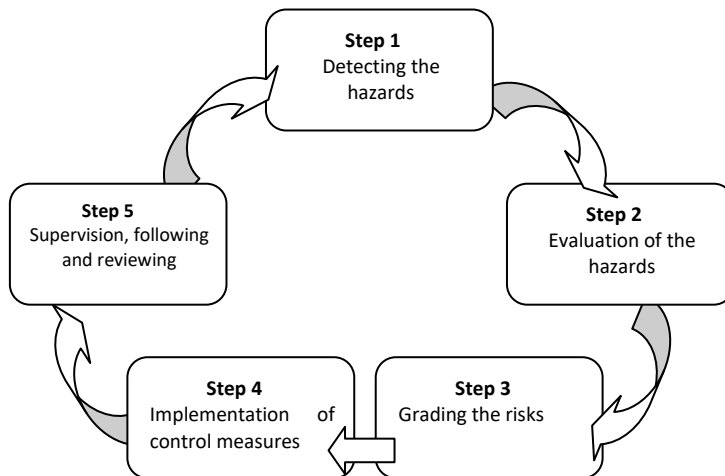 Step 1
Detecting the
hazards
Step 2
Evaluation of the
hazards
Step 3
Grading the risks
Step 4
Implementation of
control measures
Step 5
Supervision, following
and reviewing